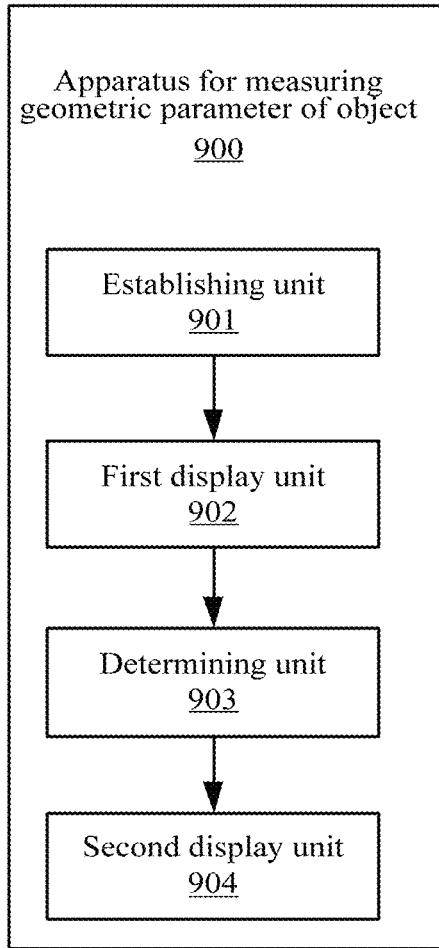 Apparatus for measuring
geometric parameter of object
900
Establishing unit
901
First display unit
902
Determining unit
903
Second display unit
904